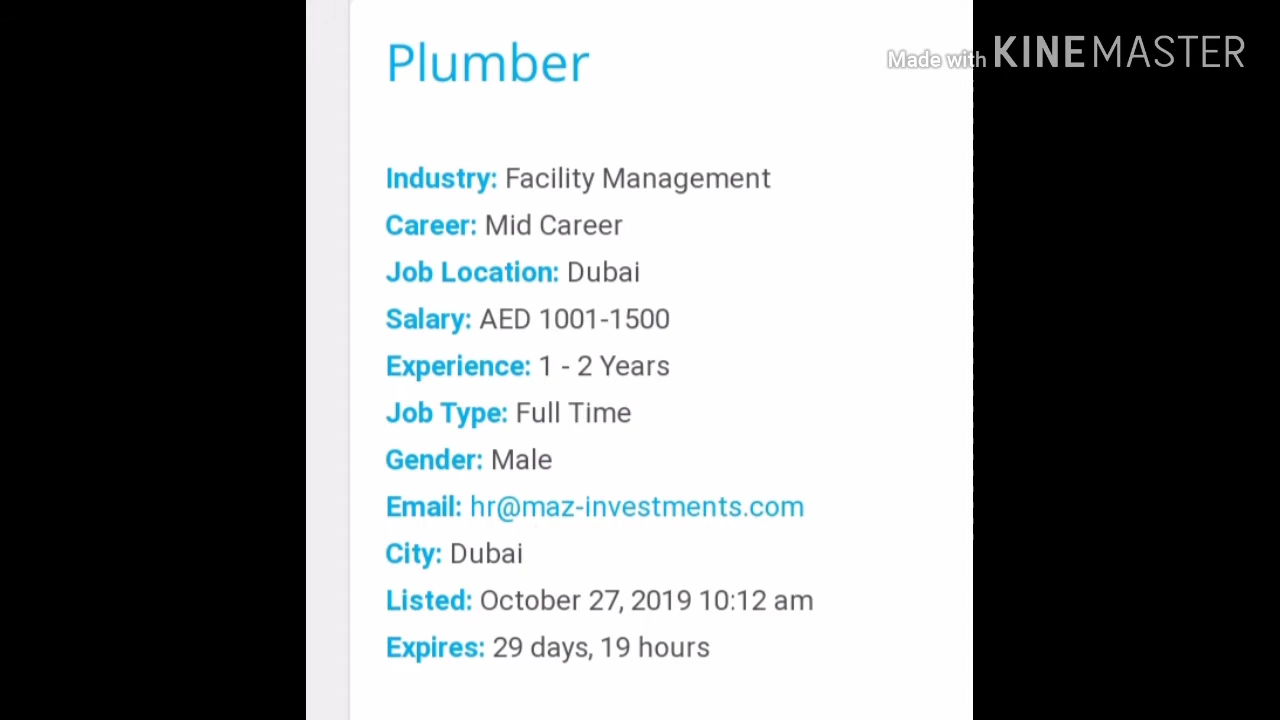 Plumber
Made with KINEMASTER
Industry: Facility Management
Career: Mid Career
Job Location: Dubai
Salary: AED 1001-1500
Experience: 1 - 2 Years
Job Type: Full Time
Gender: Male
Email: hr@maz-investments.com
City: Dubai
Listed: October 27, 2019 10:12 am
Expires: 29 days, 19 hours